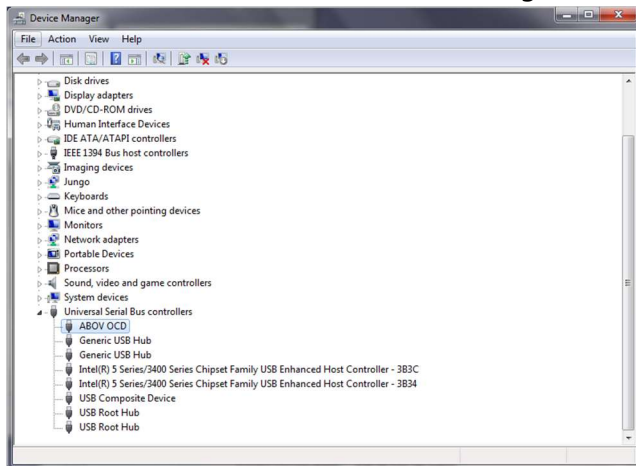 Device Manager
File Action View Help
Disk drives
Display adapters
DVD/CD-ROM drives
Human Interface Devices
IDE ATA/ATAPI controllers
IEEE 1394 Bus host controllers
Imaging devices
Jungo
Keyboards
Mice and other pointing devices
Monitors
Network adapters
Portable Devices
Processors
Sound, video and game controllers
System devices
Universal Serial Bus controllers
ABOV OCD
Generic USB Hub
Generic USB Hub
Intel(R) 5 Series/3400 Series Chipset Family USB Enhanced Host Controller - 3B3C
Intel(R) 5 Series/3400 Series Chipset Family USB Enhanced Host Controller - 3B34
USB Composite Device
USB Root Hub
USB Root Hub